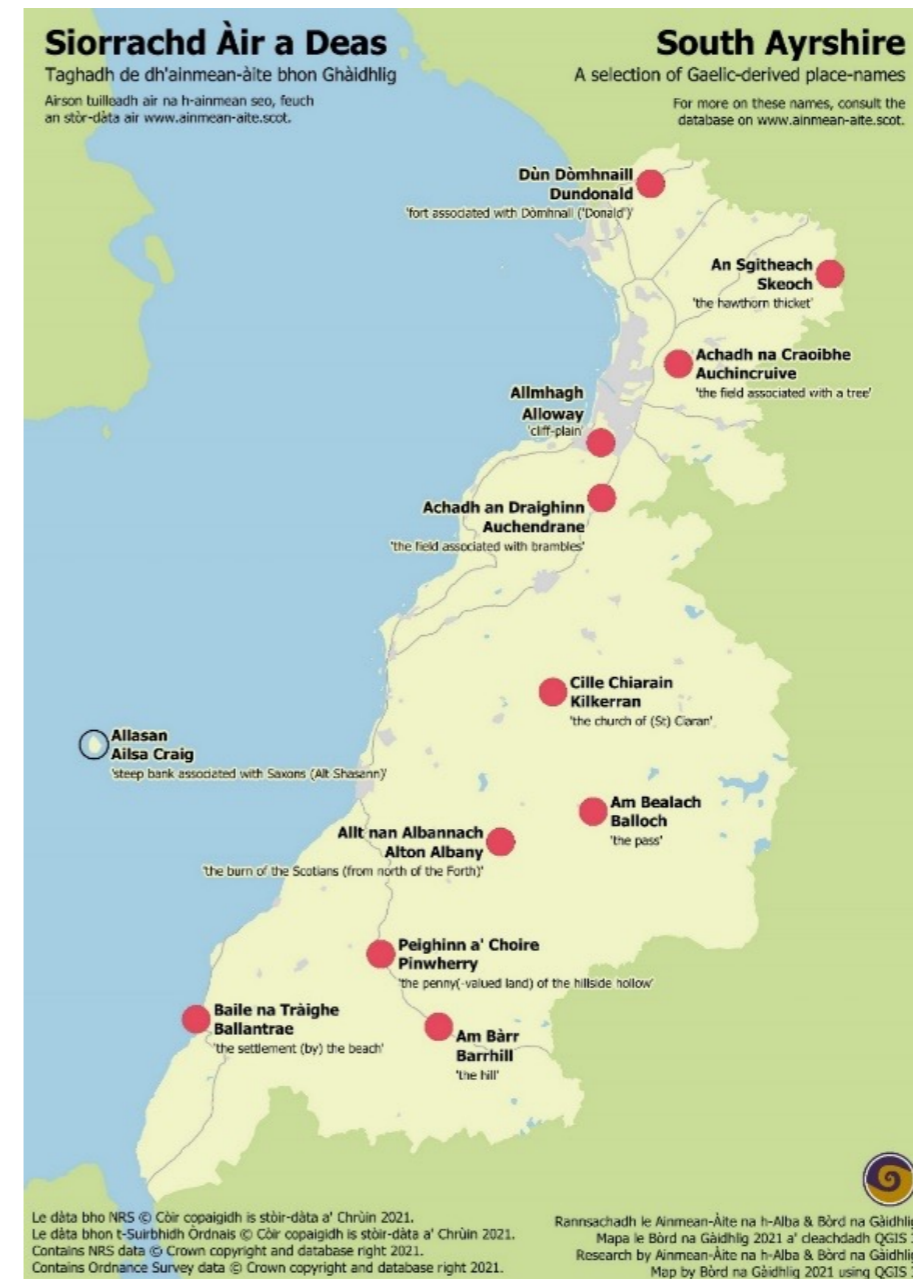 Siorrachd Àir a Deas
Taghadh de dh'ainmean-àite bhon Ghàidhlig
Airson tuilleadh air na h-ainmean seo, feuch
an stòr-dàta air www.ainmean-aite.scot.
South Ayrshire
A selection of Gaelic-derived place-names
For more on these names, consult the
database on www.ainmean-aite.scot.
Dùn Dòmhnaill
Dundonald
'fort associated with Dòmhnall ('Donald')'
An Sgitheach
Skeoch
'the hawthorn thicket'
Achadh na Craoibhe
Auchincruive
'the field associated with a tree'
Allmhagh
Alloway
'cliff-plain'
Achadh an Draighinn
Auchendrane
'the field associated with brambles'
Cille Chiarain
Kilkerran
'the church of (St) Ciaran'
Allasan
Ailsa Craig
'steep bank associated with Saxons (Alt Shasann)'
Am Bealach
Balloch
'the pass'
Allt nan Albannach
Alton Albany
'the burn of the Scotians (from north of the Forth)'
Peighinn a' Choire
Pinwherry
'the penny(-valued land) of the hillside hollow'
Baile na Tràighe
Ballantrae
'the settlement (by) the beach'
Am Bàrr
Barrhill
'the hill'
Le dàta bho NRS © Còir copaigidh is stòir-dàta a' Chrùin 2021.
Le dàta bhon t-Suirbhidh Òrdnais © Còir copaigidh is stòir-dàta a' Chrùin 2021.
Contains NRS data © Crown copyright and database right 2021.
Contains Ordnance Survey data © Crown copyright and database right 2021.
Rannsachadh le Ainmean-Àite na h-Alba & Bòrd na Gàidhlig
Mapa le Bòrd na Gàidhlig 2021 a' cleachdadh QGIS
Research by Ainmean-Àite na h-Alba & Bòrd na Gàidhlig
Map by Bòrd na Gàidhlig 2021 using QGIS